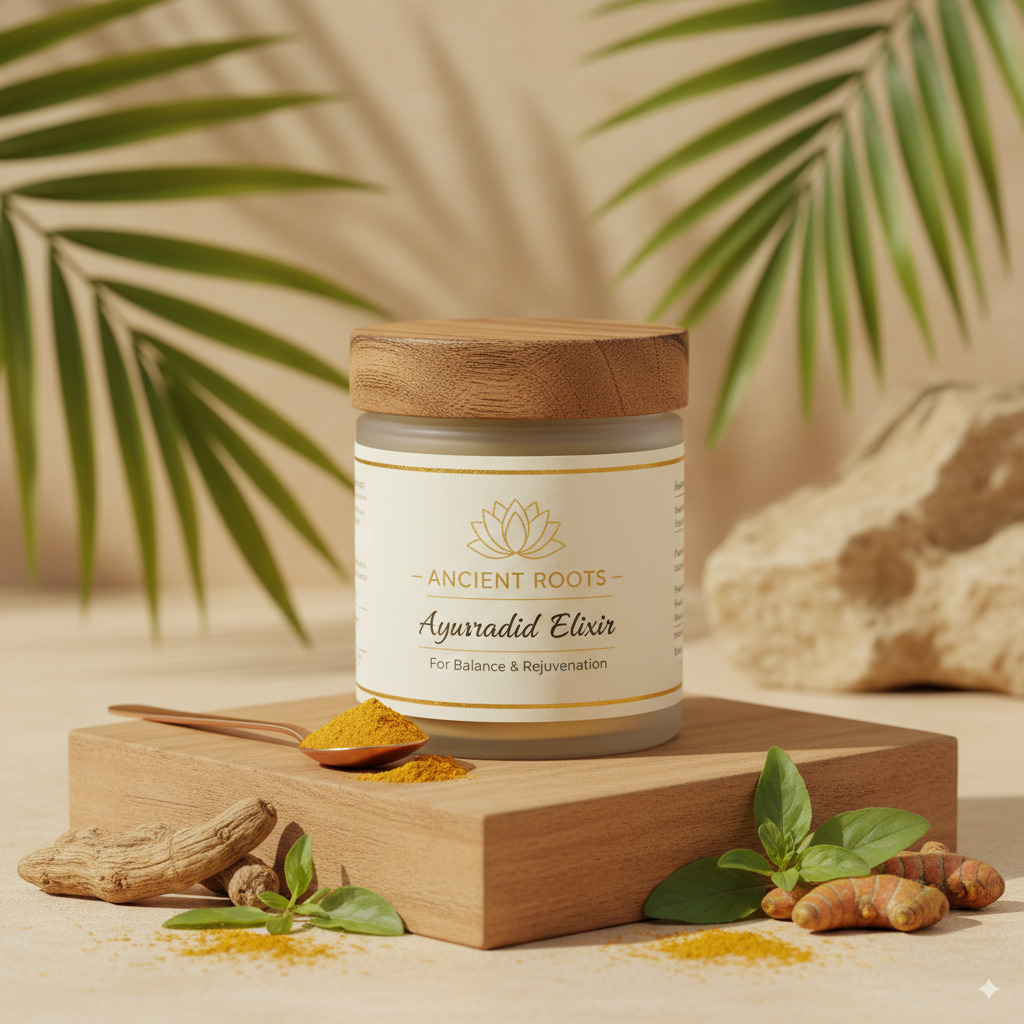 – ANCIENT ROOTS –
Ayurradid Elixir
For Balance & Rejuvenation